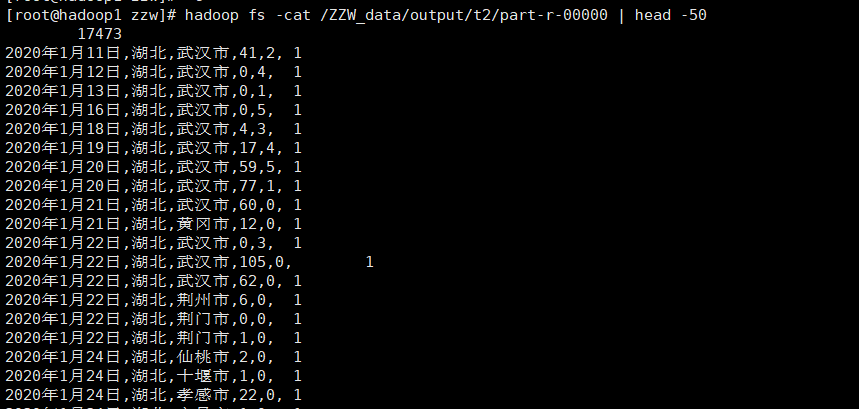 [root@hadoop1 zzw]# hadoop fs -cat /ZZW_data/output/t2/part-r-00000 | head -50
17473
2020年1月11日,湖北,武汉市,41,2, 1
2020年1月12日,湖北,武汉市,0,4, 1
2020年1月13日,湖北,武汉市,0,1, 1
2020年1月16日,湖北,武汉市,0,5, 1
2020年1月18日,湖北,武汉市,4,3, 1
2020年1月19日,湖北,武汉市,17,4, 1
2020年1月20日,湖北,武汉市,59,5, 1
2020年1月20日,湖北,武汉市,77,1, 1
2020年1月21日,湖北,武汉市,60,0, 1
2020年1月21日,湖北,黄冈市,12,0, 1
2020年1月22日,湖北,武汉市,0,3, 1
2020年1月22日,湖北,武汉市,105,0, 1
2020年1月22日,湖北,武汉市,62,0, 1
2020年1月22日,湖北,荆州市,6,0, 1
2020年1月22日,湖北,荆门市,0,0, 1
2020年1月22日,湖北,荆门市,1,0, 1
2020年1月24日,湖北,仙桃市,2,0, 1
2020年1月24日,湖北,十堰市,1,0, 1
2020年1月24日,湖北,孝感市,22,0, 1